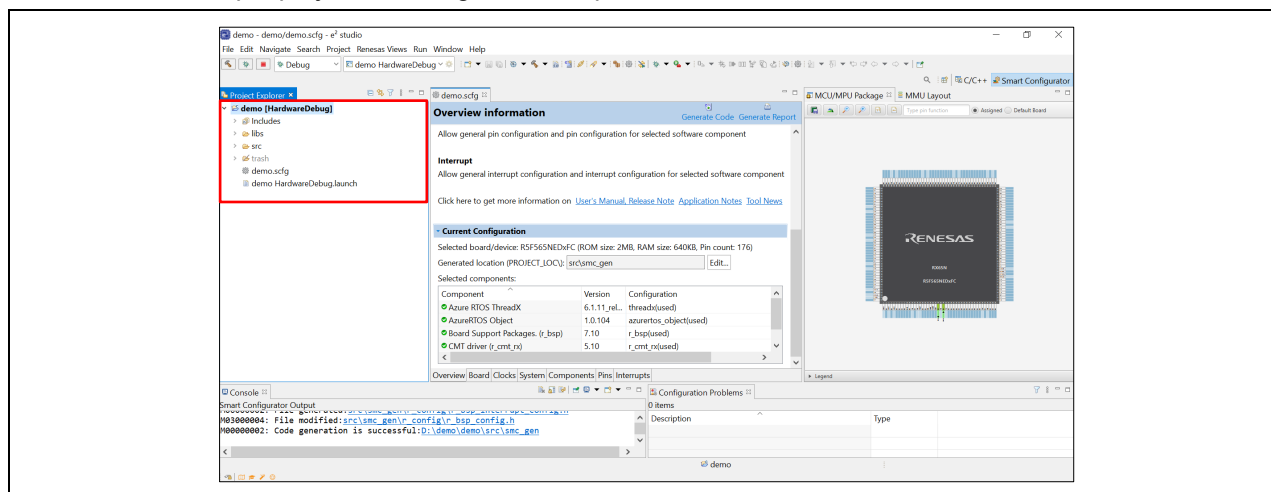 demo - demo/demo.scfg - e² studio
File Edit Navigate Search Project Renesas Views Run Window Help
Debug demo HardwareDebug
C/C++ Smart Configurator
Project Explorer
demo [HardwareDebug]
Includes
libs
src
trash
demo.scfg
demo HardwareDebug.launch
demo.scfg
Overview information
Generate Code Generate Report
Allow general pin configuration and pin configuration for selected software component
Interrupt
Allow general interrupt configuration and interrupt configuration for selected software component
Click here to get more information on User's Manual, Release Note Application Notes Tool News
Current Configuration
Selected board/device: R5F565NEDxFC (ROM size: 2MB, RAM size: 640KB, Pin count: 176)
Generated location (PROJECT_LOC\): src\smc_gen Edit...
Selected components:
Component Version Configuration
Azure RTOS ThreadX 6.1.11_rel... threadx(used)
AzureRTOS Object 1.0.104 azurertos_object(used)
Board Support Packages. (r_bsp) 7.10 r_bsp(used)
CMT driver (r_cmt_rx) 5.10 r_cmt_rx(used)
Overview Board Clocks System Components Pins Interrupts
MCU/MPU Package MMU Layout
Type pin function Assigned Default Board
RENESAS
RX65N
R5F565NEDxFC
Legend
Console
Smart Configurator Output
M03000004: File modified:src\smc_gen\r_config\r_bsp_config.h
M00000002: Code generation is successful:D:\demo\demo\src\smc_gen
Configuration Problems
0 items
Description Type
demo